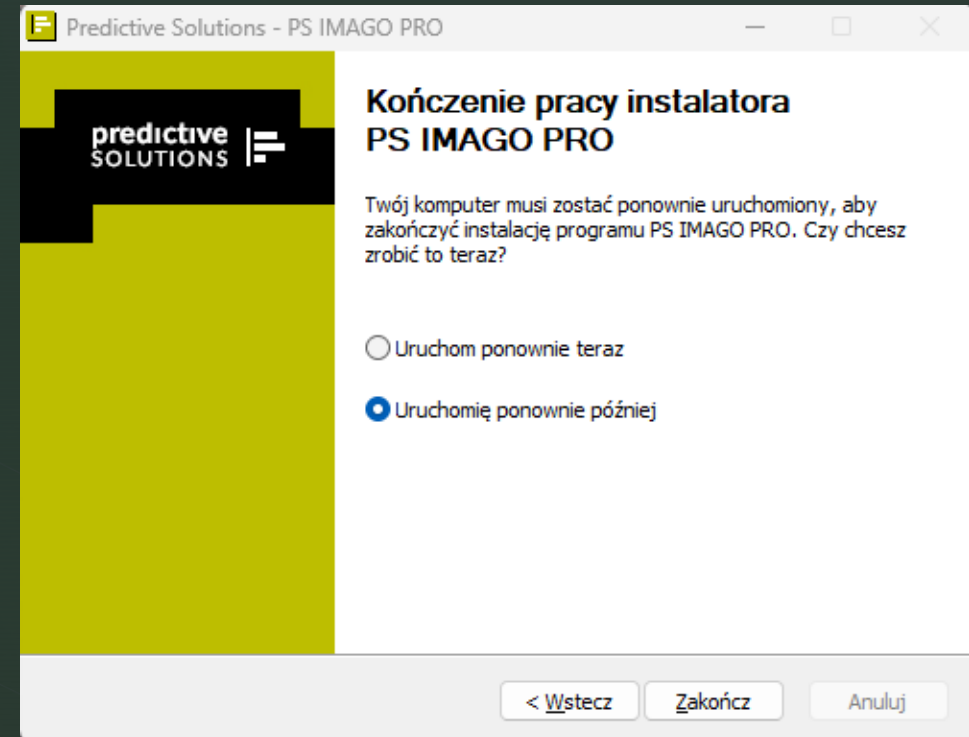 Predictive Solutions - PS IMAGO PRO
predictive
SOLUTIONS
Kończenie pracy instalatora
PS IMAGO PRO
Twój komputer musi zostać ponownie uruchomiony, aby
zakończyć instalację programu PS IMAGO PRO. Czy chcesz
zrobić to teraz?
Uruchom ponownie teraz
Uruchomię ponownie później
< Wstecz
Zakończ
Anuluj